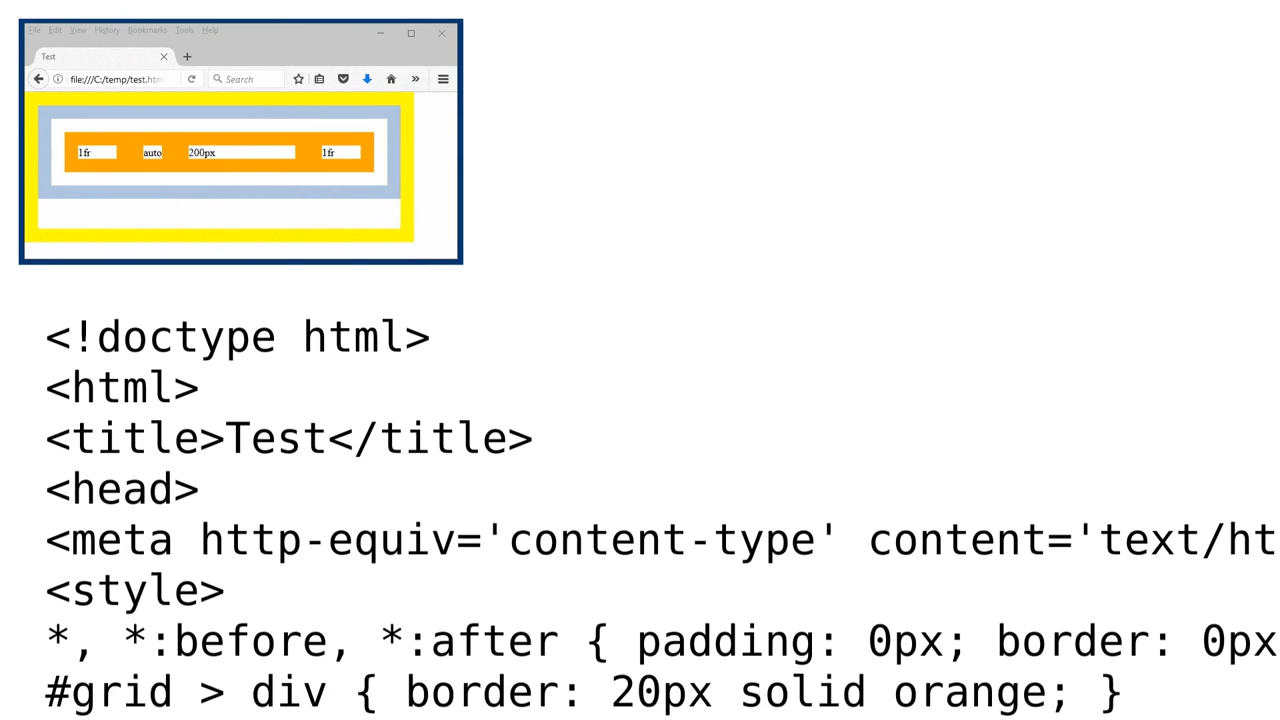 File Edit View History Bookmarks Tools Help
Test
file:///C:/temp/test.htm Search
1fr auto 200px 1fr
<!doctype html>
<html>
<title>Test</title>
<head>
<meta http-equiv='content-type' content='text/ht
<style>
*, *:before, *:after { padding: 0px; border: 0px
#grid > div { border: 20px solid orange; }